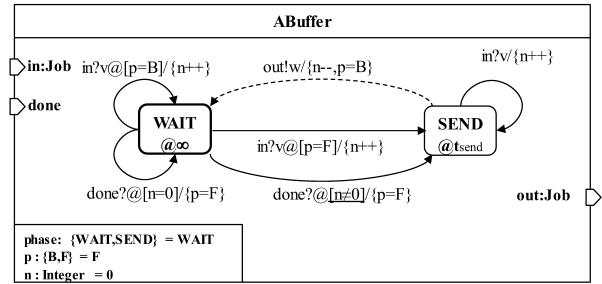 ABuffer
in:Job
done
in?v@[p=B]/{n++}
out!w/{n--,p=B}
in?v/{n++}
WAIT
@∞
SEND
@tsend
in?v@[p=F]/{n++}
done?@[n=0]/{p=F}
done?@[n≠0]/{p=F}
out:Job
phase: {WAIT,SEND} = WAIT
p : {B,F} = F
n : Integer = 0